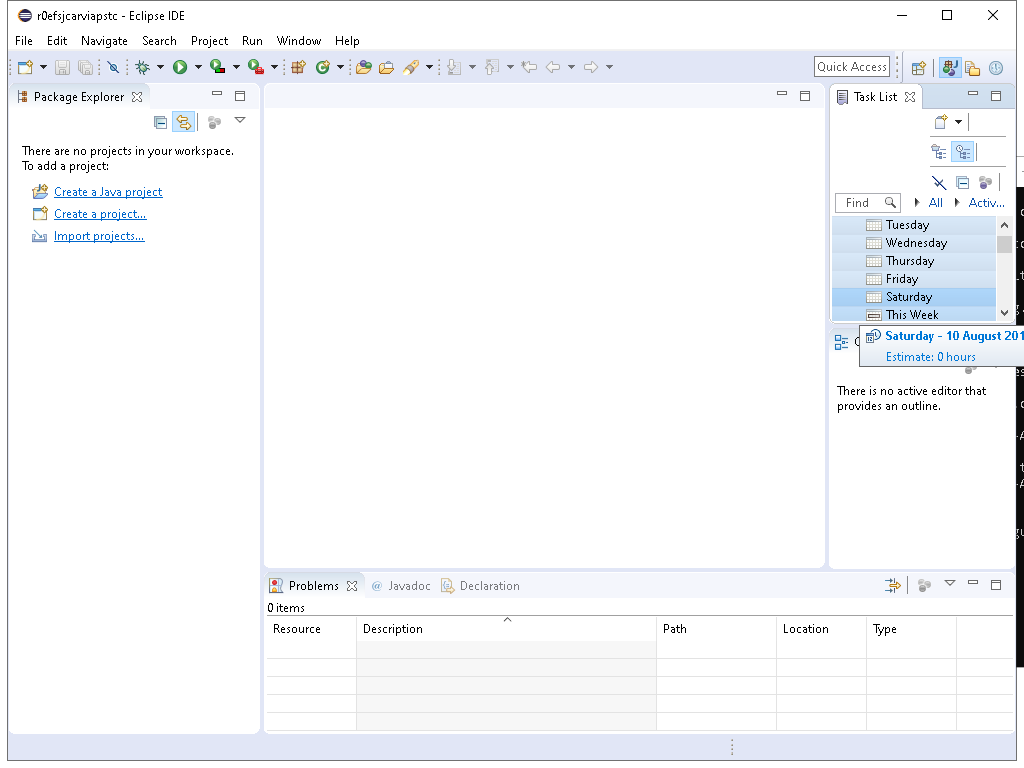 r0efsjcarviapstc - Eclipse IDE
File Edit Navigate Search Project Run Window Help
Quick Access
Package Explorer
Task List
There are no projects in your workspace.
To add a project:
Create a Java project
Create a project...
Import projects...
Find
All
Activ...
Tuesday
Wednesday
Thursday
Friday
Saturday
This Week
Saturday - 10 August 201
Estimate: 0 hours
There is no active editor that
provides an outline.
Problems
@ Javadoc
Declaration
0 items
Resource Description Path Location Type